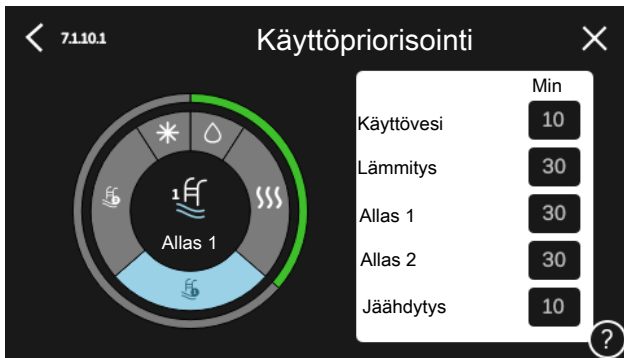 7.1.10.1
Käyttöpriorisointi
Min
Käyttövesi 10
Lämmitys 30
Allas 1 30
Allas 2 30
Jäähdytys 10
1
Allas 1
?